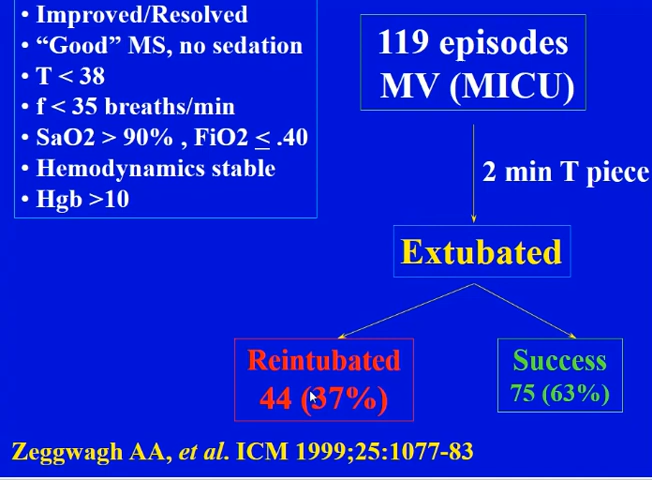 • Improved/Resolved
• “Good” MS, no sedation
• T < 38
• f < 35 breaths/min
• SaO2 > 90% , FiO2 ≤ .40
• Hemodynamics stable
• Hgb >10
119 episodes
MV (MICU)
2 min T piece
Extubated
Reintubated
44 (37%)
Success
75 (63%)
Zeggwagh AA, et al. ICM 1999;25:1077-83